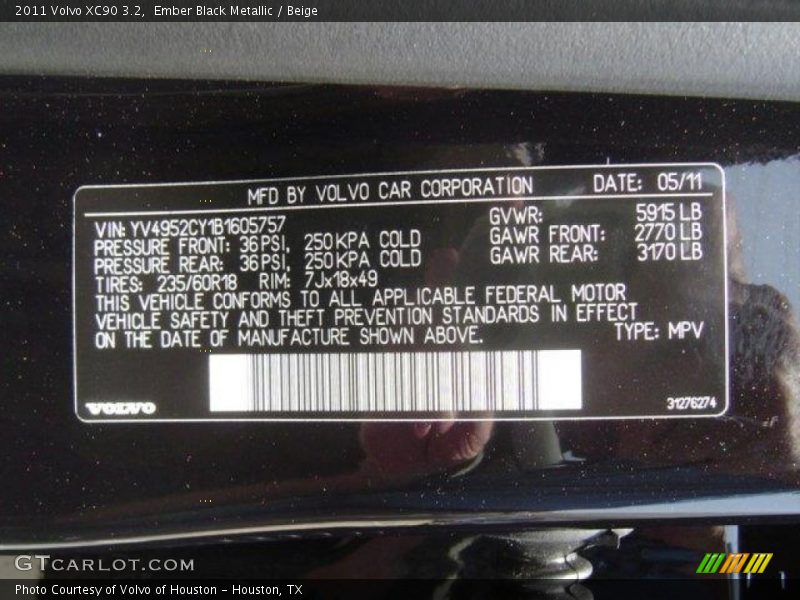 2011 Volvo XC90 3.2, Ember Black Metallic / Beige
MFD BY VOLVO CAR CORPORATION DATE: 05/11
VIN: YV4952CY1B1605757 GVWR: 5915 LB
PRESSURE FRONT: 36 PSI, 250 KPA COLD GAWR FRONT: 2770 LB
PRESSURE REAR: 36 PSI, 250 KPA COLD GAWR REAR: 3170 LB
TIRES: 235/60R18 RIM: 7Jx18x49
THIS VEHICLE CONFORMS TO ALL APPLICABLE FEDERAL MOTOR
VEHICLE SAFETY AND THEFT PREVENTION STANDARDS IN EFFECT
ON THE DATE OF MANUFACTURE SHOWN ABOVE. TYPE: MPV
VOLVO 31276274
GTCARLOT.COM
Photo Courtesy of Volvo of Houston - Houston, TX